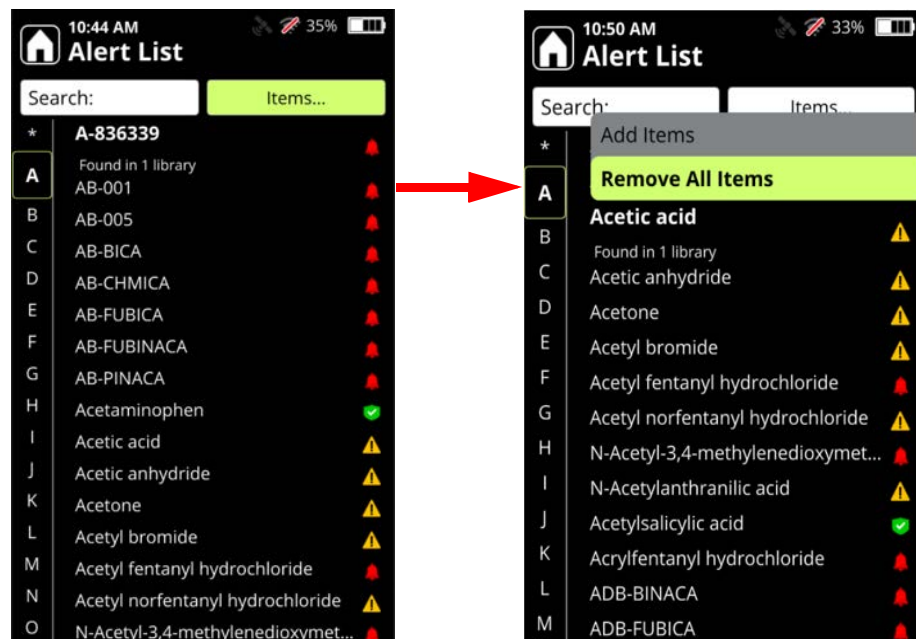 10:44 AM
35%
Alert List
Search:
Items...
*
A-836339
Found in 1 library
A
AB-001
B
AB-005
C
AB-BICA
D
AB-CHMICA
E
AB-FUBICA
F
AB-FUBINACA
G
AB-PINACA
H
Acetaminophen
I
Acetic acid
J
Acetic anhydride
K
Acetone
L
Acetyl bromide
M
Acetyl fentanyl hydrochloride
N
Acetyl norfentanyl hydrochloride
O
N-Acetyl-3,4-methylenedioxymet...
10:50 AM
33%
Alert List
Search:
Items...
Add Items
*
Remove All Items
A
Acetic acid
B
Found in 1 library
C
Acetic anhydride
D
Acetone
E
Acetyl bromide
F
Acetyl fentanyl hydrochloride
G
Acetyl norfentanyl hydrochloride
H
N-Acetyl-3,4-methylenedioxymet...
I
N-Acetylanthranilic acid
J
Acetylsalicylic acid
K
Acrylfentanyl hydrochloride
L
ADB-BINACA
M
ADB-FUBICA